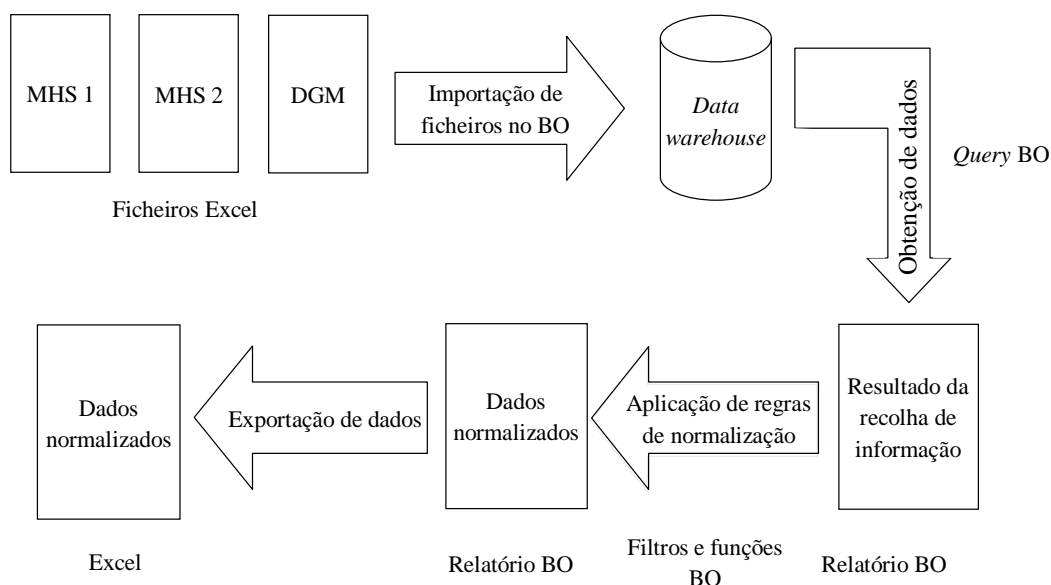 MHS 1
MHS 2
DGM
Importação de
ficheiros no BO
Data
warehouse
Obtenção de dados
Query BO
Ficheiros Excel
Dados
normalizados
Exportação de dados
Dados
normalizados
Aplicação de regras
de normalização
Resultado da
recolha de
informação
Excel
Relatório BO
Filtros e funções
BO
Relatório BO